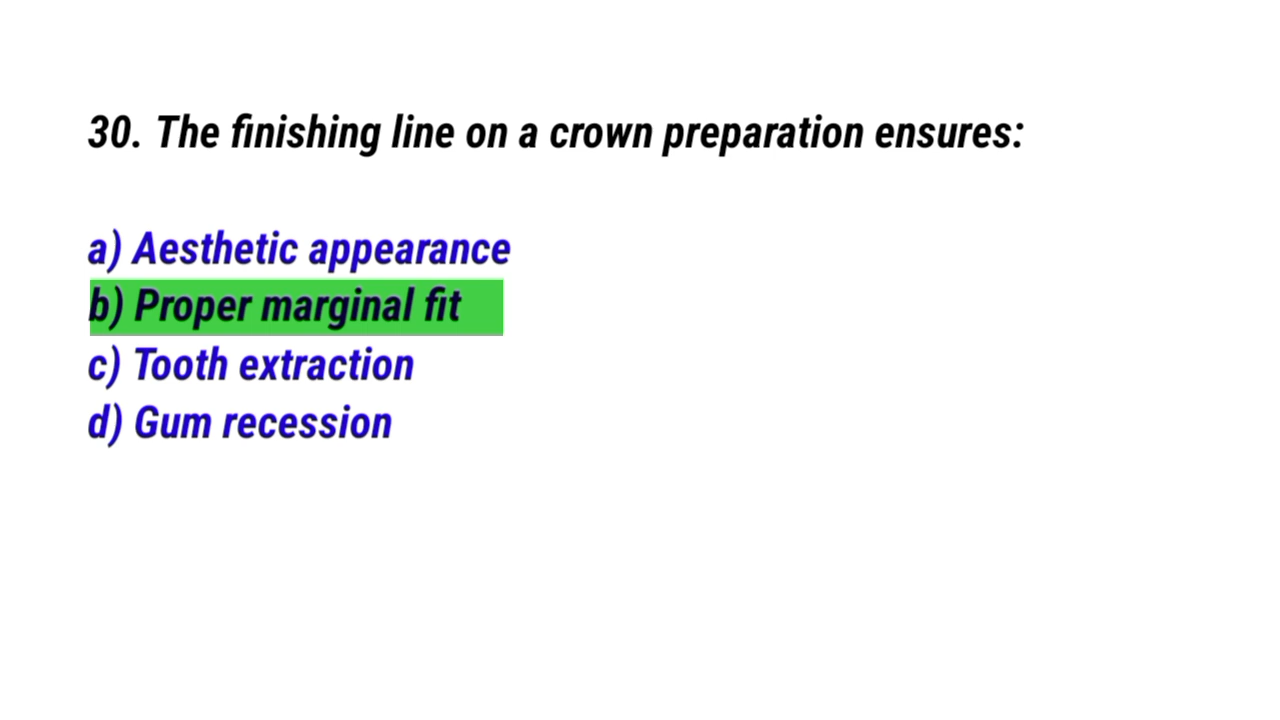 30. The finishing line on a crown preparation ensures:
a) Aesthetic appearance
b) Proper marginal fit
c) Tooth extraction
d) Gum recession